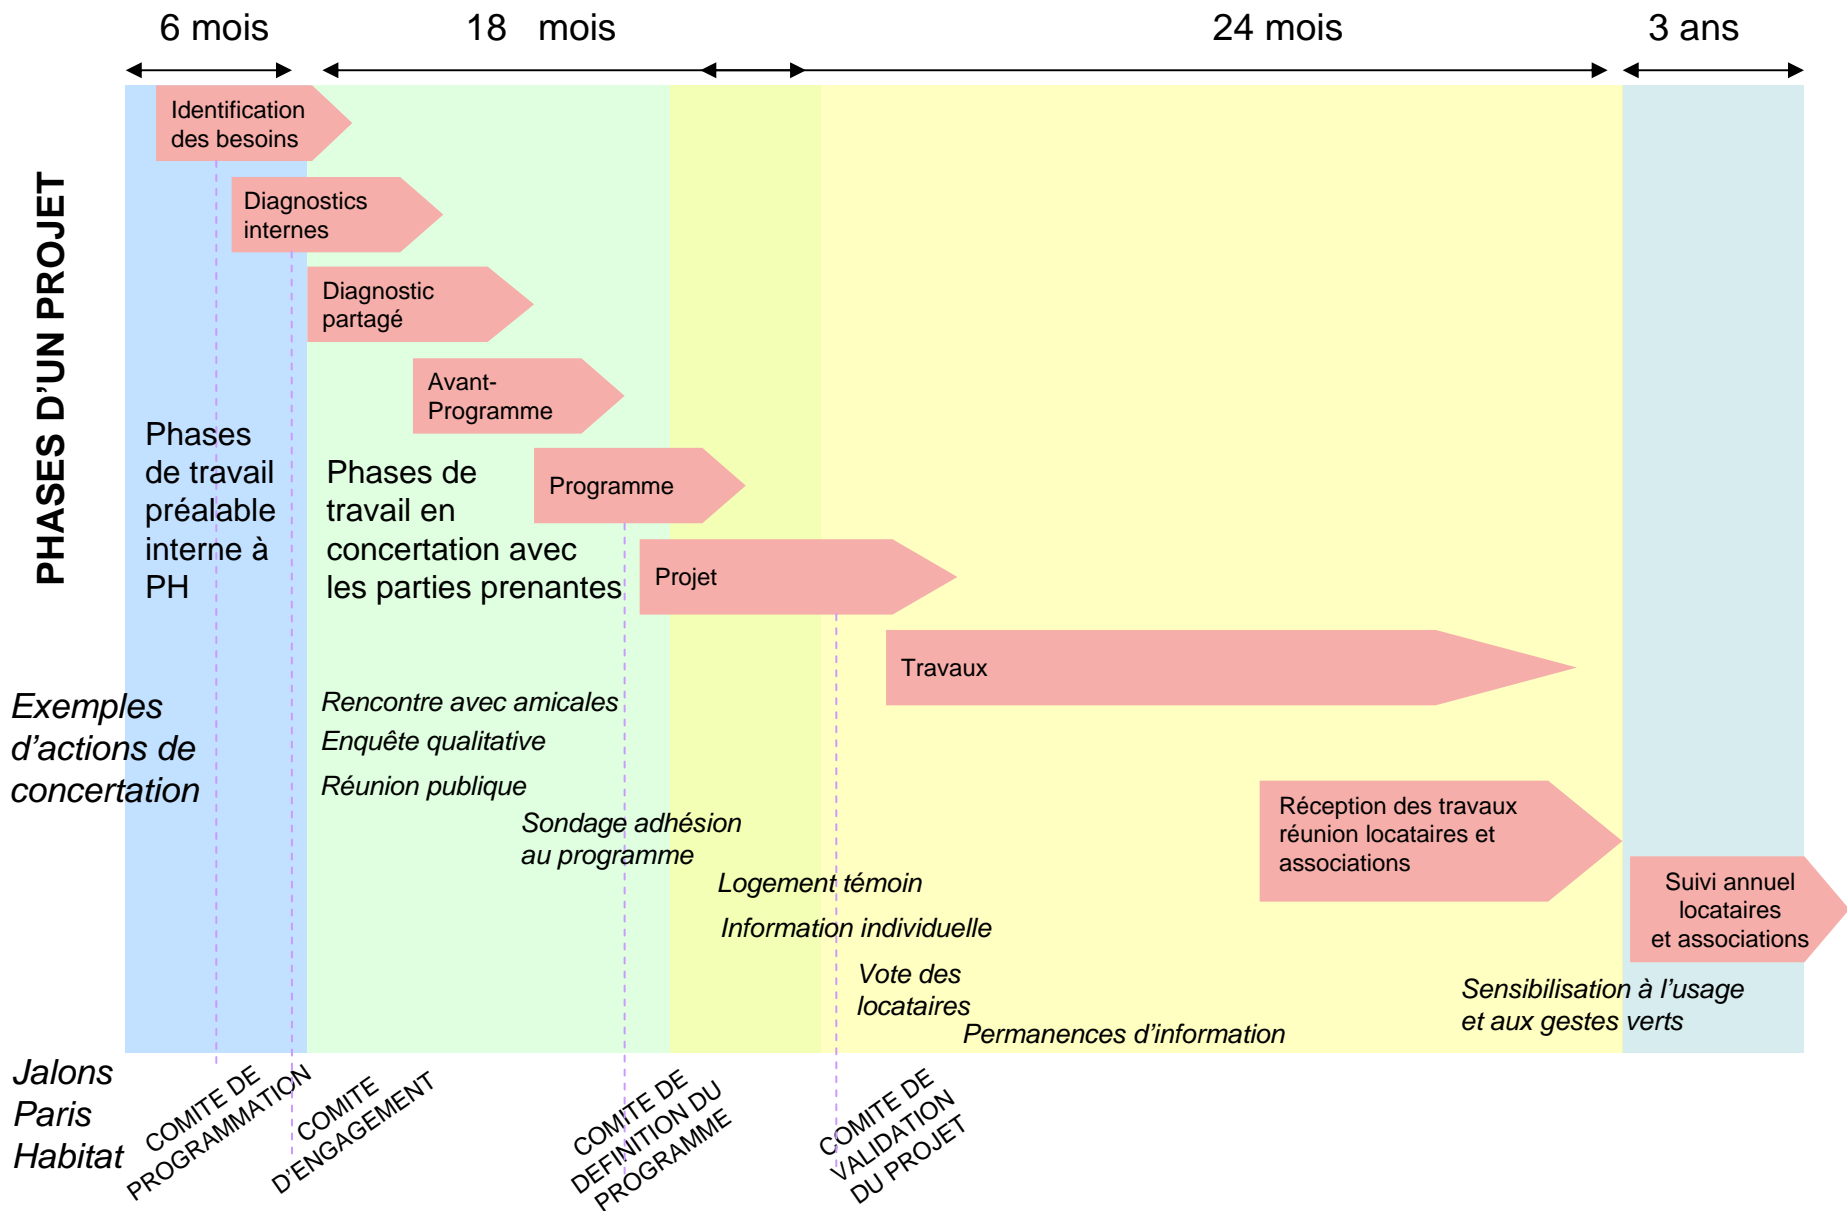 6 mois
18 mois
24 mois
3 ans
PHASES D’UN PROJET
Identification
des besoins
Diagnostics
internes
Diagnostic
partagé
Avant-
Programme
Phases
de travail
préalable
interne à
PH
Phases de
travail en
concertation avec
les parties prenantes
Programme
Projet
Travaux
Exemples
d’actions de
concertation
Rencontre avec amicales
Enquête qualitative
Réunion publique
Sondage adhésion
au programme
Logement témoin
Information individuelle
Vote des
locataires
Permanences d’information
Réception des travaux
réunion locataires et
associations
Suivi annuel
locataires
et associations
Sensibilisation à l’usage
et aux gestes verts
Jalons
Paris
Habitat
COMITE DE
PROGRAMMATION
COMITE
D’ENGAGEMENT
COMITE DE
DEFINITION DU
PROGRAMME
COMITE DE
VALIDATION
DU PROJET